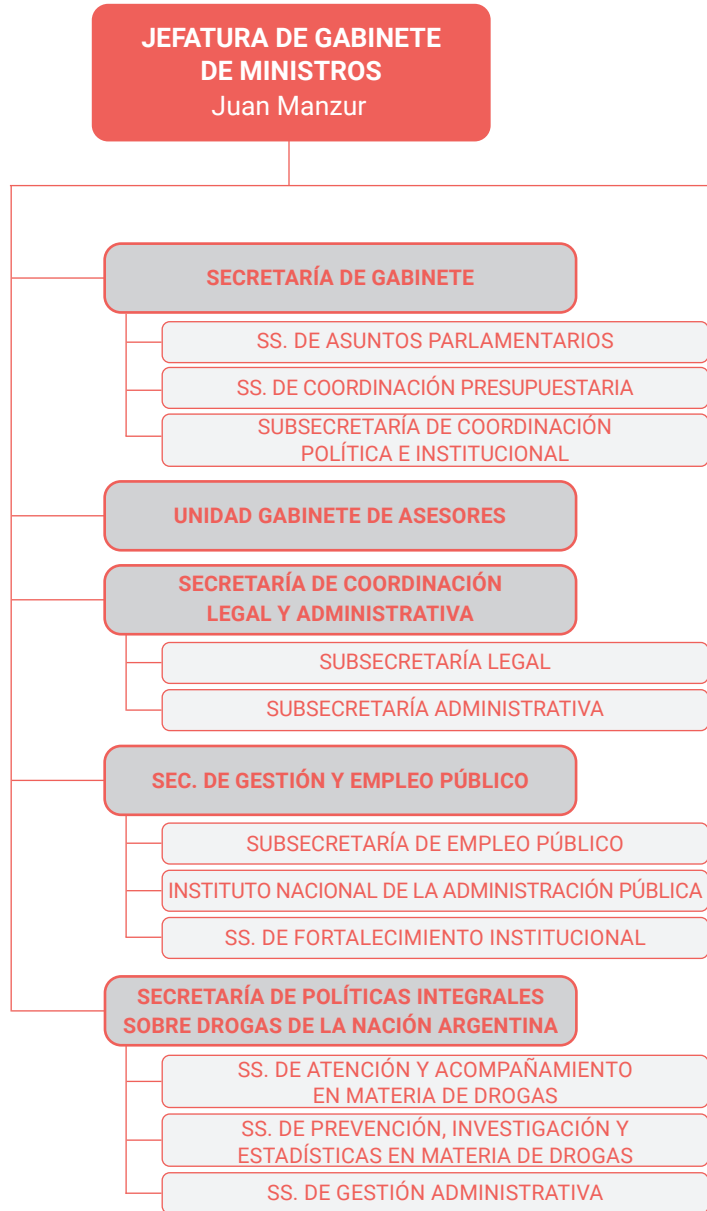 JEFATURA DE GABINETE
DE MINISTROS
Juan Manzur
SECRETARÍA DE GABINETE
SS. DE ASUNTOS PARLAMENTARIOS
SS. DE COORDINACIÓN PRESUPUESTARIA
SUBSECRETARÍA DE COORDINACIÓN
POLÍTICA E INSTITUCIONAL
UNIDAD GABINETE DE ASESORES
SECRETARÍA DE COORDINACIÓN
LEGAL Y ADMINISTRATIVA
SUBSECRETARÍA LEGAL
SUBSECRETARÍA ADMINISTRATIVA
SEC. DE GESTIÓN Y EMPLEO PÚBLICO
SUBSECRETARÍA DE EMPLEO PÚBLICO
INSTITUTO NACIONAL DE LA ADMINISTRACIÓN PÚBLICA
SS. DE FORTALECIMIENTO INSTITUCIONAL
SECRETARÍA DE POLÍTICAS INTEGRALES
SOBRE DROGAS DE LA NACIÓN ARGENTINA
SS. DE ATENCIÓN Y ACOMPAÑAMIENTO
EN MATERIA DE DROGAS
SS. DE PREVENCIÓN, INVESTIGACIÓN Y
ESTADÍSTICAS EN MATERIA DE DROGAS
SS. DE GESTIÓN ADMINISTRATIVA